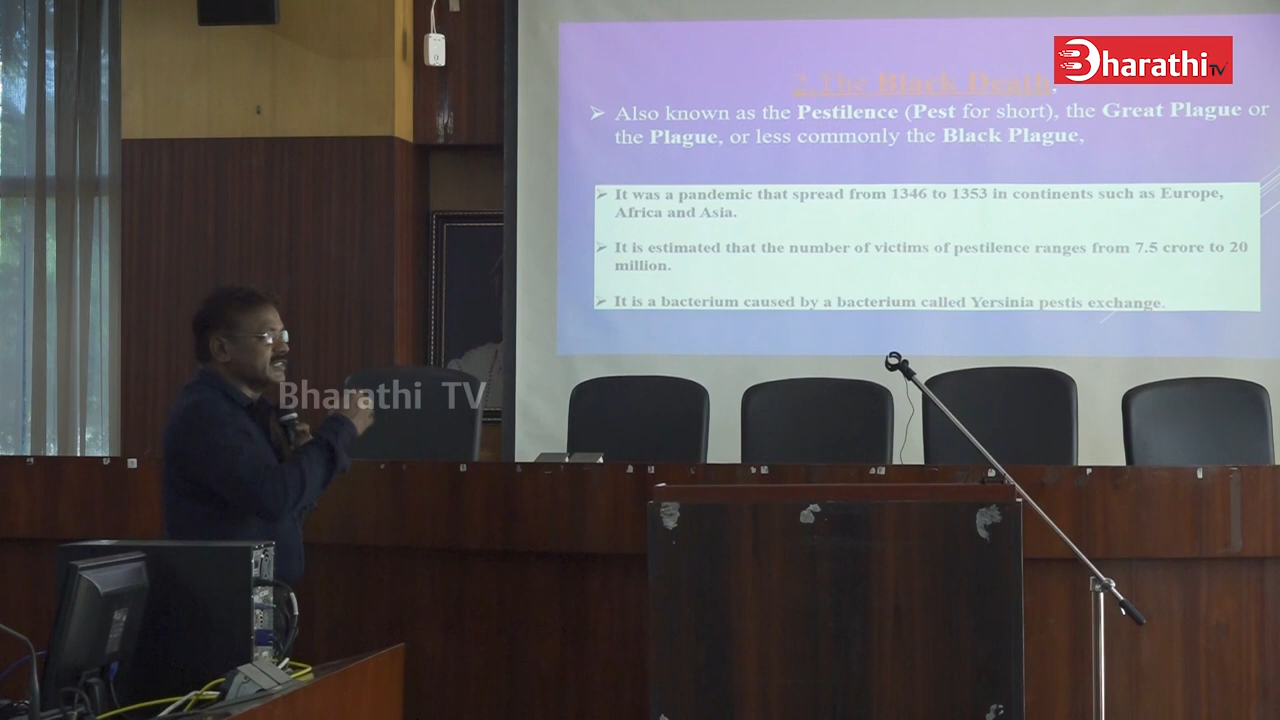 Bharathi TV
2.The Black Death,
➢ Also known as the Pestilence (Pest for short), the Great Plague or
the Plague, or less commonly the Black Plague,
➢ It was a pandemic that spread from 1346 to 1353 in continents such as Europe,
Africa and Asia.
➢ It is estimated that the number of victims of pestilence ranges from 7.5 crore to 20
million.
➢ It is a bacterium caused by a bacterium called Yersinia pestis exchange.
Bharathi TV